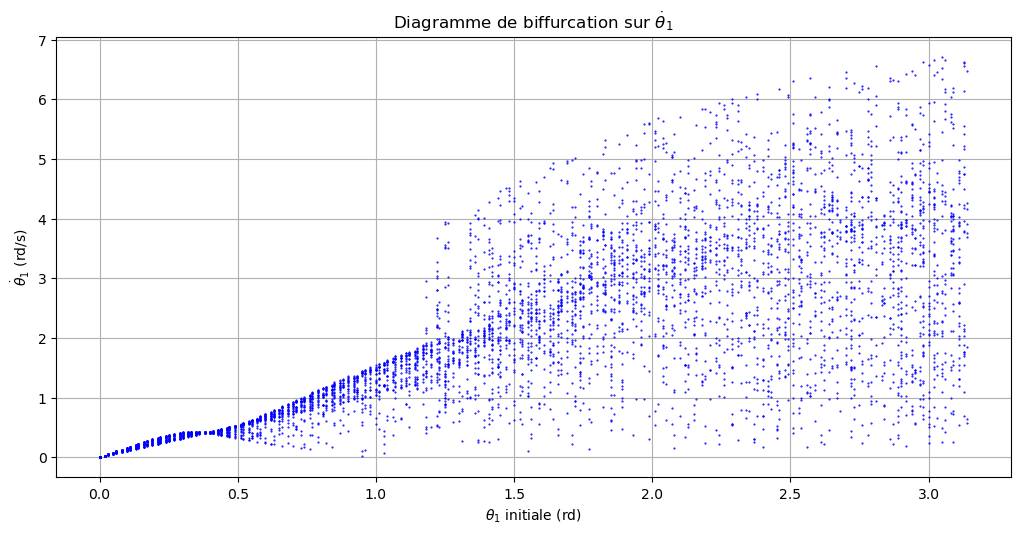 Diagramme de biffurcation sur θ̇₁
7
6
5
4
3
2
1
0
θ̇₁ (rd/s)
0.0 0.5 1.0 1.5 2.0 2.5 3.0
θ₁ initiale (rd)